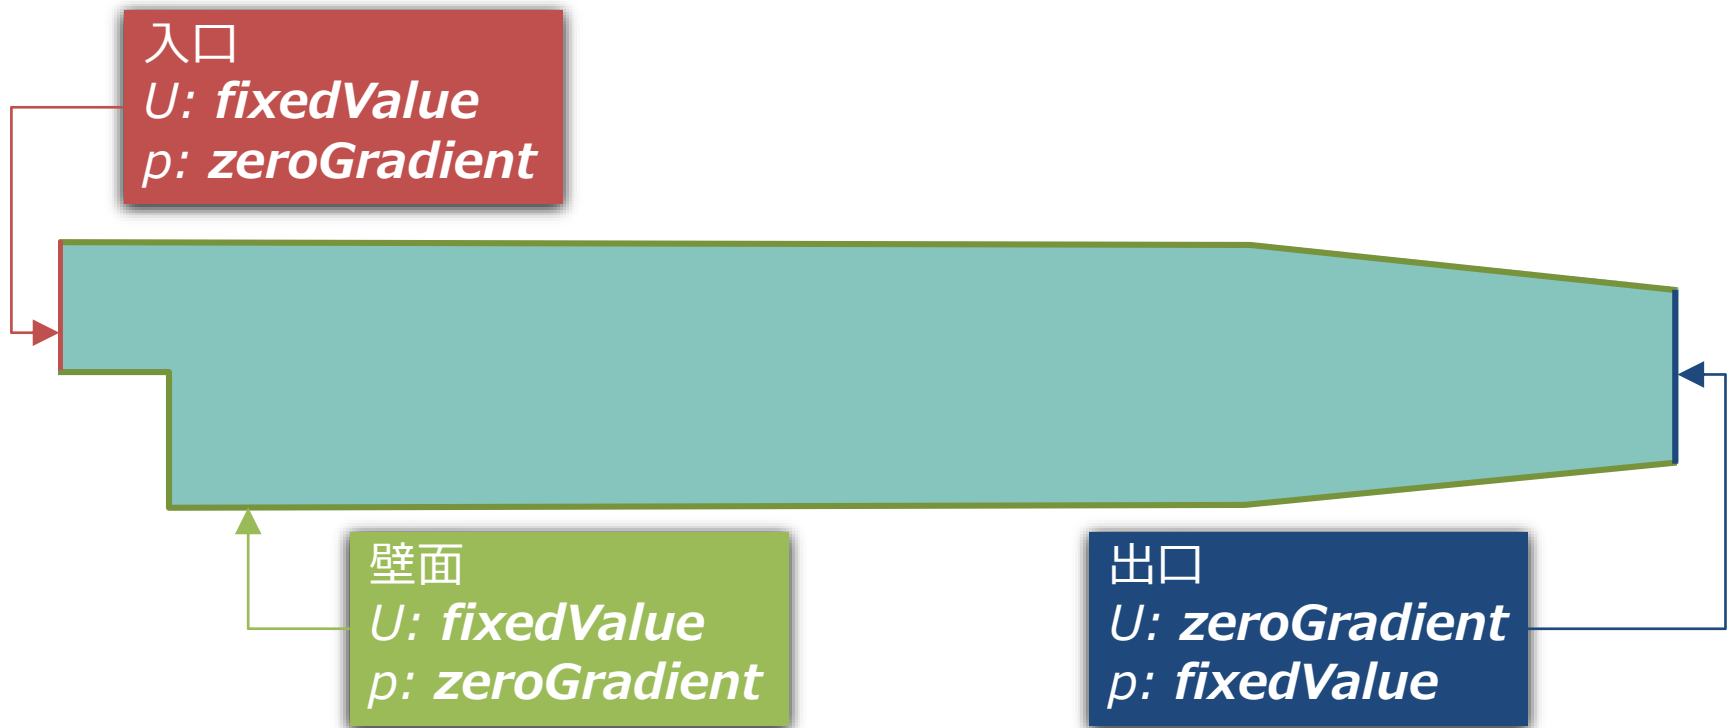 入口
U: fixedValue
p: zeroGradient
壁面
U: fixedValue
p: zeroGradient
出口
U: zeroGradient
p: fixedValue